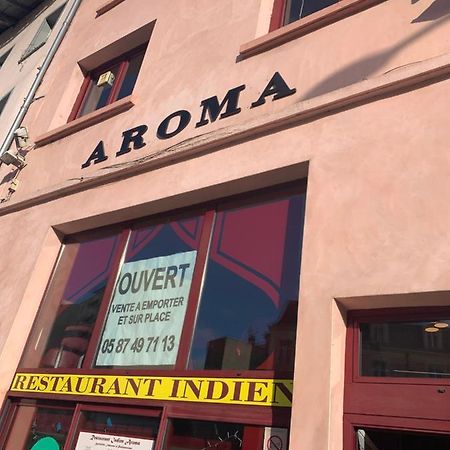 AROMA
OUVERT
VENTE A EMPORTER
ET SUR PLACE
05 87 49 71 13
RESTAURANT INDIEN
Restaurant Indien Aroma